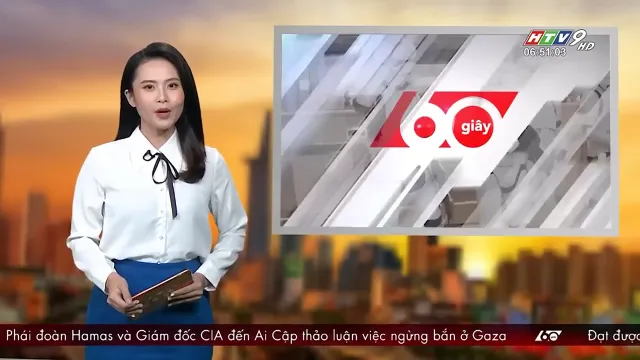 HTV9 HD
06:51:03
60 giây
Phái đoàn Hamas và Giám đốc CIA đến Ai Cập thảo luận việc ngừng bắn ở Gaza 60 Đạt được